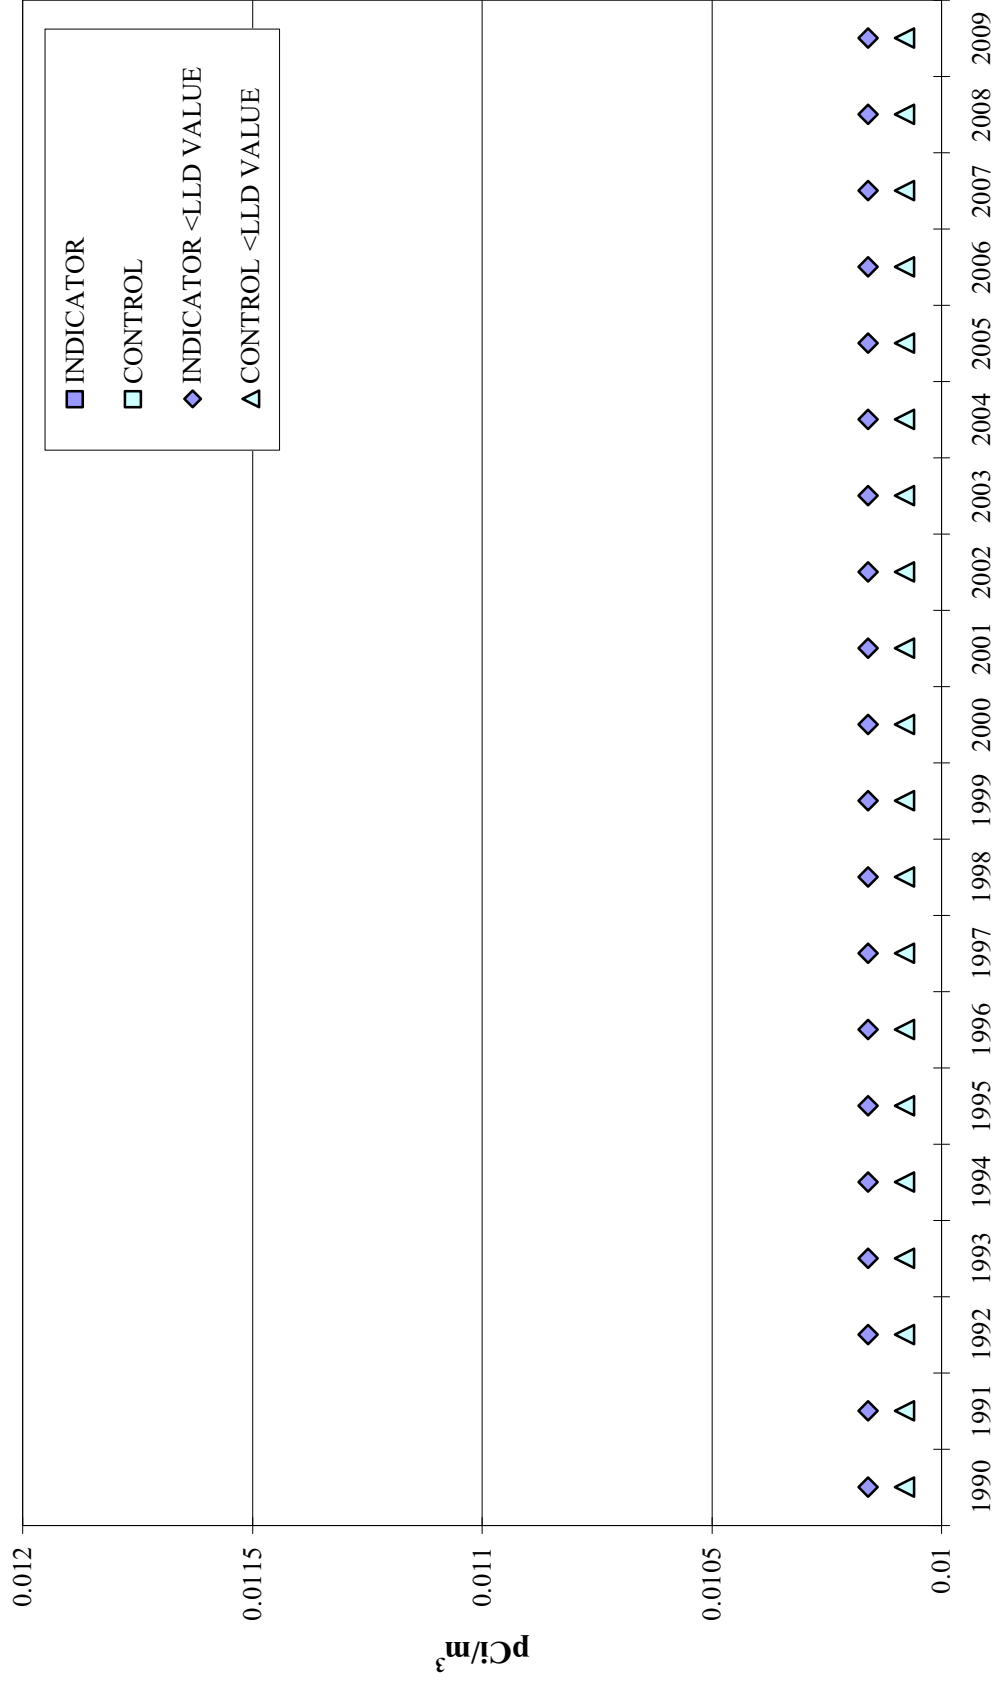 INDICATOR
CONTROL
INDICATOR <LLD VALUE
CONTROL <LLD VALUE
0.012
0.0115
0.011
0.0105
0.01
pCi/m³
1990 1991 1992 1993 1994 1995 1996 1997 1998 1999 2000 2001 2002 2003 2004 2005 2006 2007 2008 2009